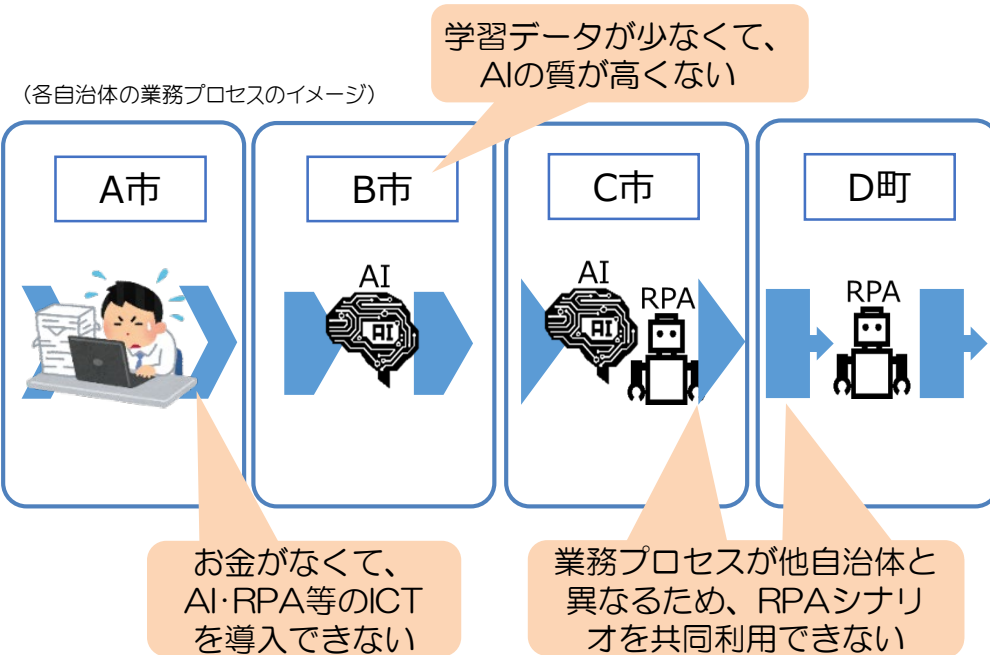 学習データが少なくて、
AIの質が高くない
（各自治体の業務プロセスのイメージ）
A市
B市
C市
D町
AI
AI
AI
AI
RPA
RPA
お金がなくて、
AI･RPA等のICT
を導入できない
業務プロセスが他自治体と
異なるため、RPAシナリ
オを共同利用できない